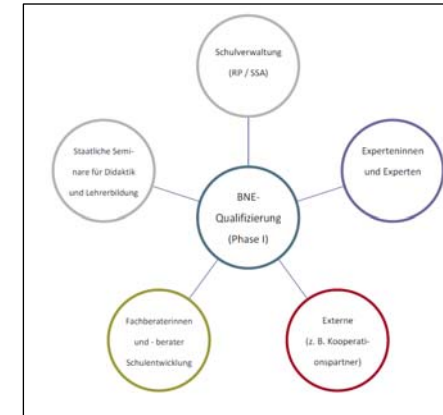 Schulverwaltung
(RP / SSA)
Staatliche Semi-
nare für Didaktik
und Lehrerbildung
Experteninnen
und Experten
BNE-
Qualifizierung
(Phase I)
Fachberaterinnen
und - berater
Schulentwicklung
Externe
(z. B. Kooperati-
onspartner)